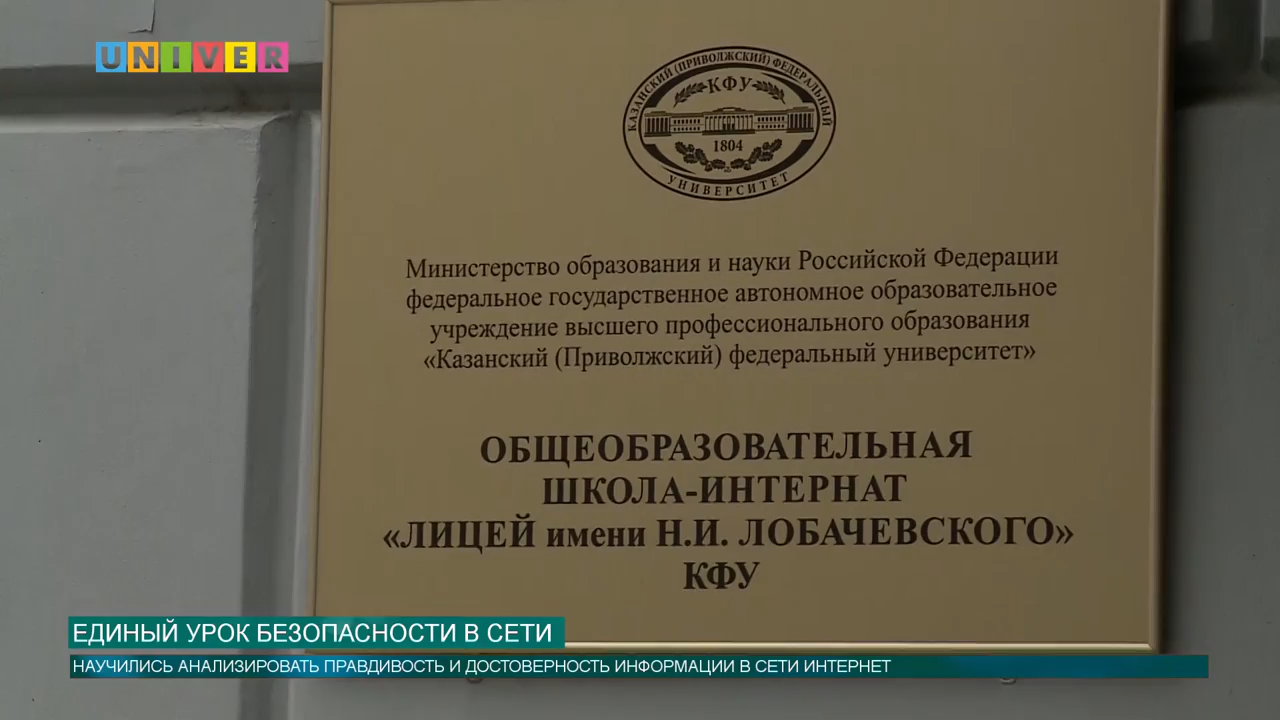 UNIVER
КАЗАНСКИЙ (ПРИВОЛЖСКИЙ) ФЕДЕРАЛЬНЫЙ
КФУ
1804
УНИВЕРСИТЕТ
Министерство образования и науки Российской Федерации
федеральное государственное автономное образовательное
учреждение высшего профессионального образования
«Казанский (Приволжский) федеральный университет»
ОБЩЕОБРАЗОВАТЕЛЬНАЯ
ШКОЛА-ИНТЕРНАТ
«ЛИЦЕЙ имени Н.И. ЛОБАЧЕВСКОГО»
КФУ
ЕДИНЫЙ УРОК БЕЗОПАСНОСТИ В СЕТИ
НАУЧИЛИСЬ АНАЛИЗИРОВАТЬ ПРАВДИВОСТЬ И ДОСТОВЕРНОСТЬ ИНФОРМАЦИИ В СЕТИ ИНТЕРНЕТ